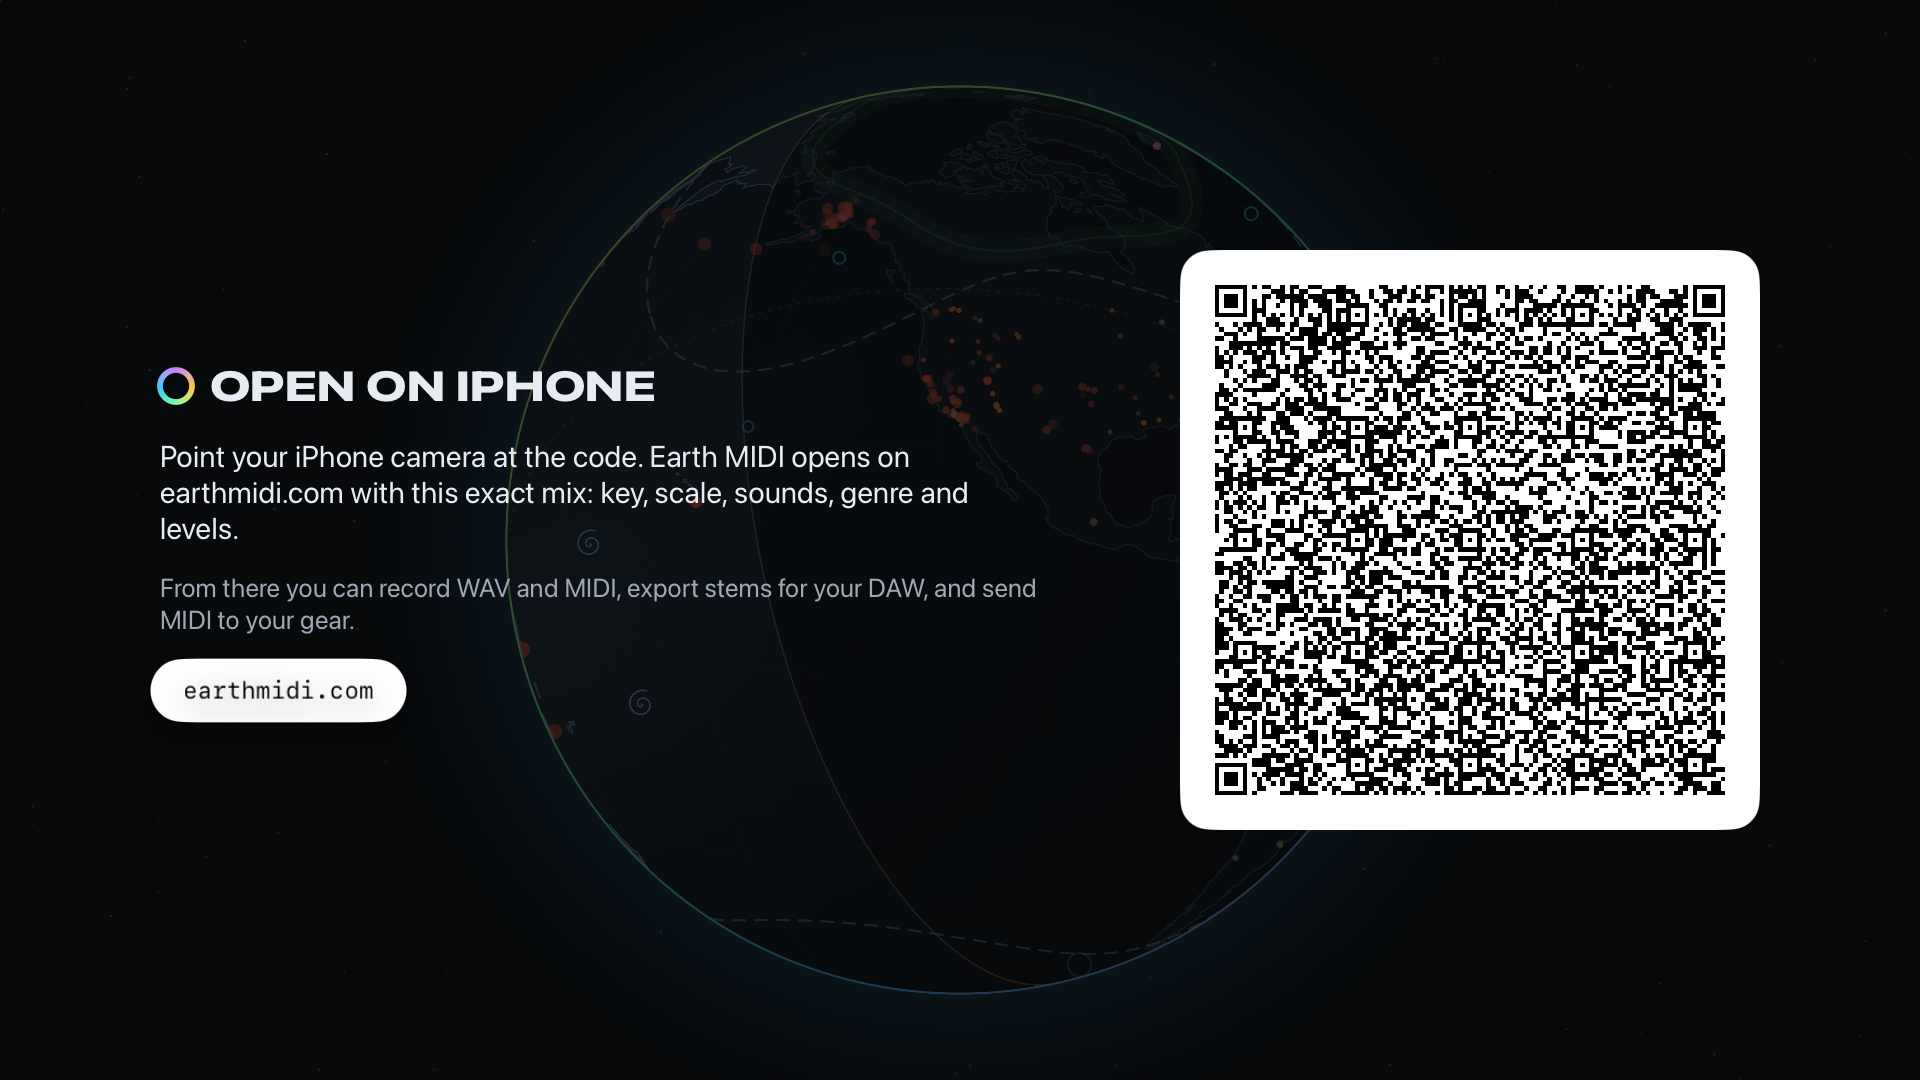 OPEN ON IPHONE
Point your iPhone camera at the code. Earth MIDI opens on
earthmidi.com with this exact mix: key, scale, sounds, genre and
levels.
From there you can record WAV and MIDI, export stems for your DAW, and send
MIDI to your gear.
earthmidi.com